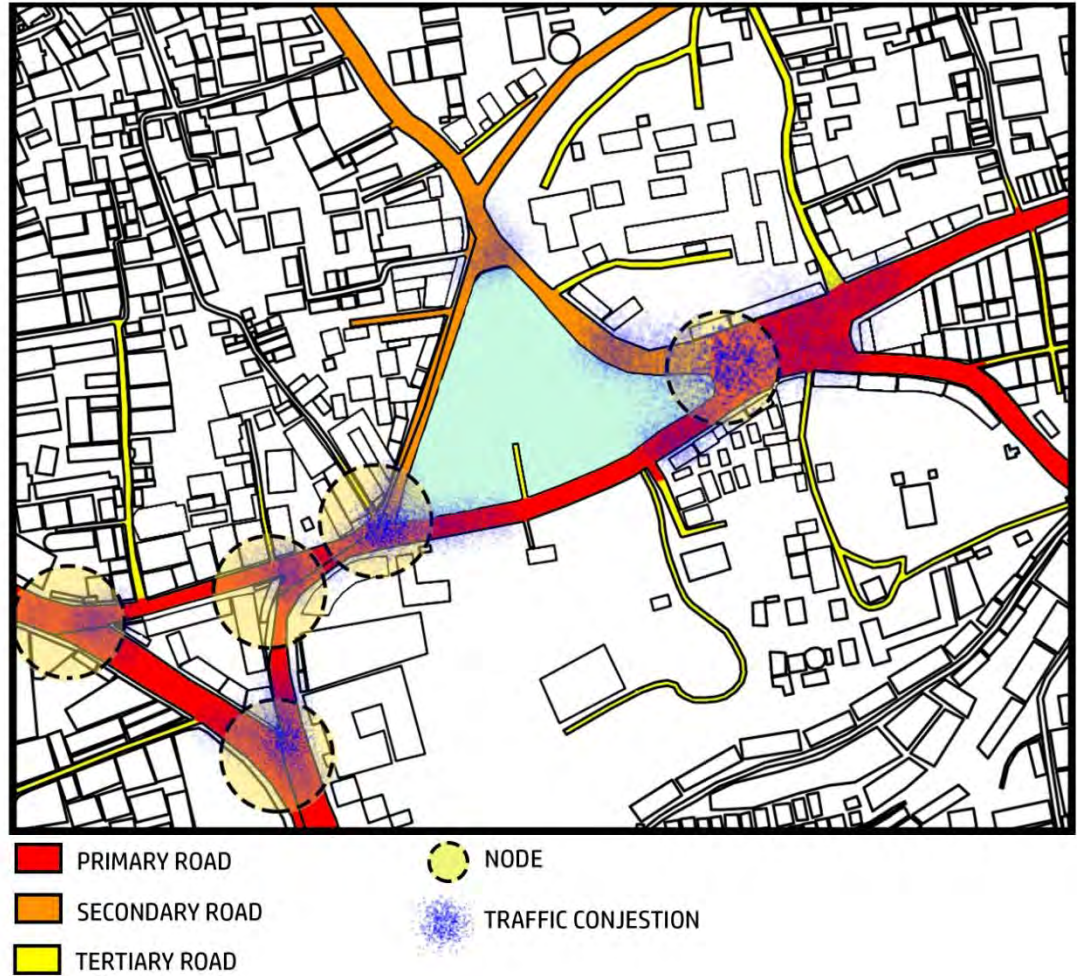 PRIMARY ROAD
SECONDARY ROAD
TERTIARY ROAD
NODE
TRAFFIC CONJESTION